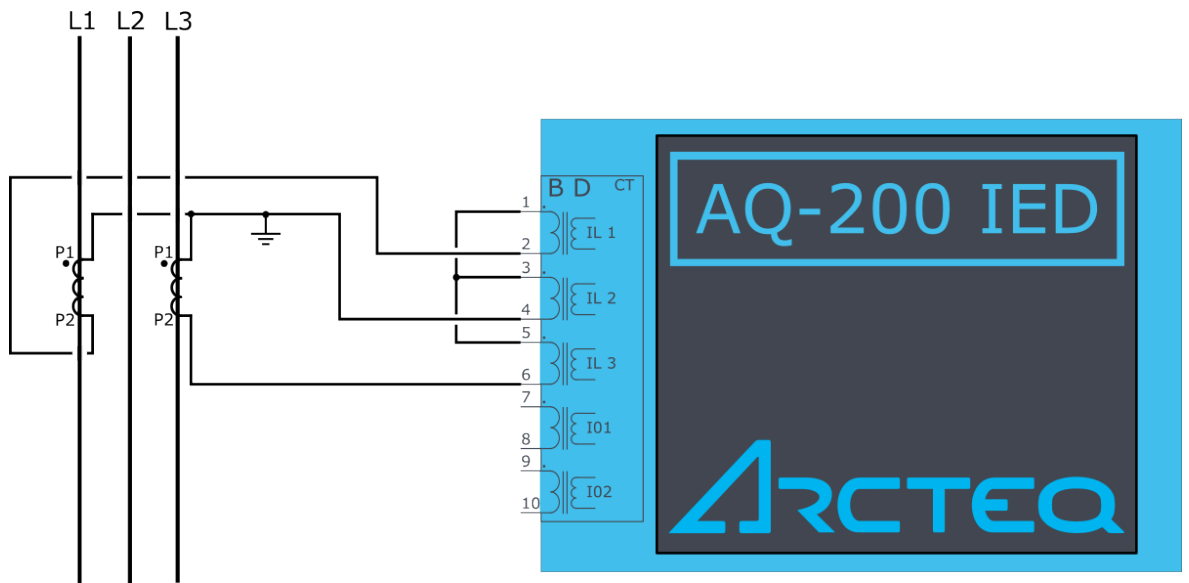 L1 L2 L3
B D CT
AQ-200 IED
1
IL 1
2
P1 P1
3
IL 2
P2 P2
4
5
IL 3
6
7
I01
8
9
I02
10
ARCTEQ